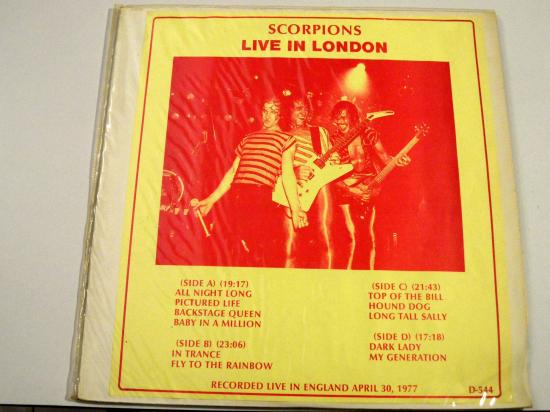 SCORPIONS
LIVE IN LONDON
(SIDE A) (19:17)
ALL NIGHT LONG
PICTURED LIFE
BACKSTAGE QUEEN
BABY IN A MILLION
(SIDE B) (23:06)
IN TRANCE
FLY TO THE RAINBOW
(SIDE C) (21:43)
TOP OF THE BILL
HOUND DOG
LONG TALL SALLY
(SIDE D) (17:18)
DARK LADY
MY GENERATION
RECORDED LIVE IN ENGLAND APRIL 30, 1977
D-544